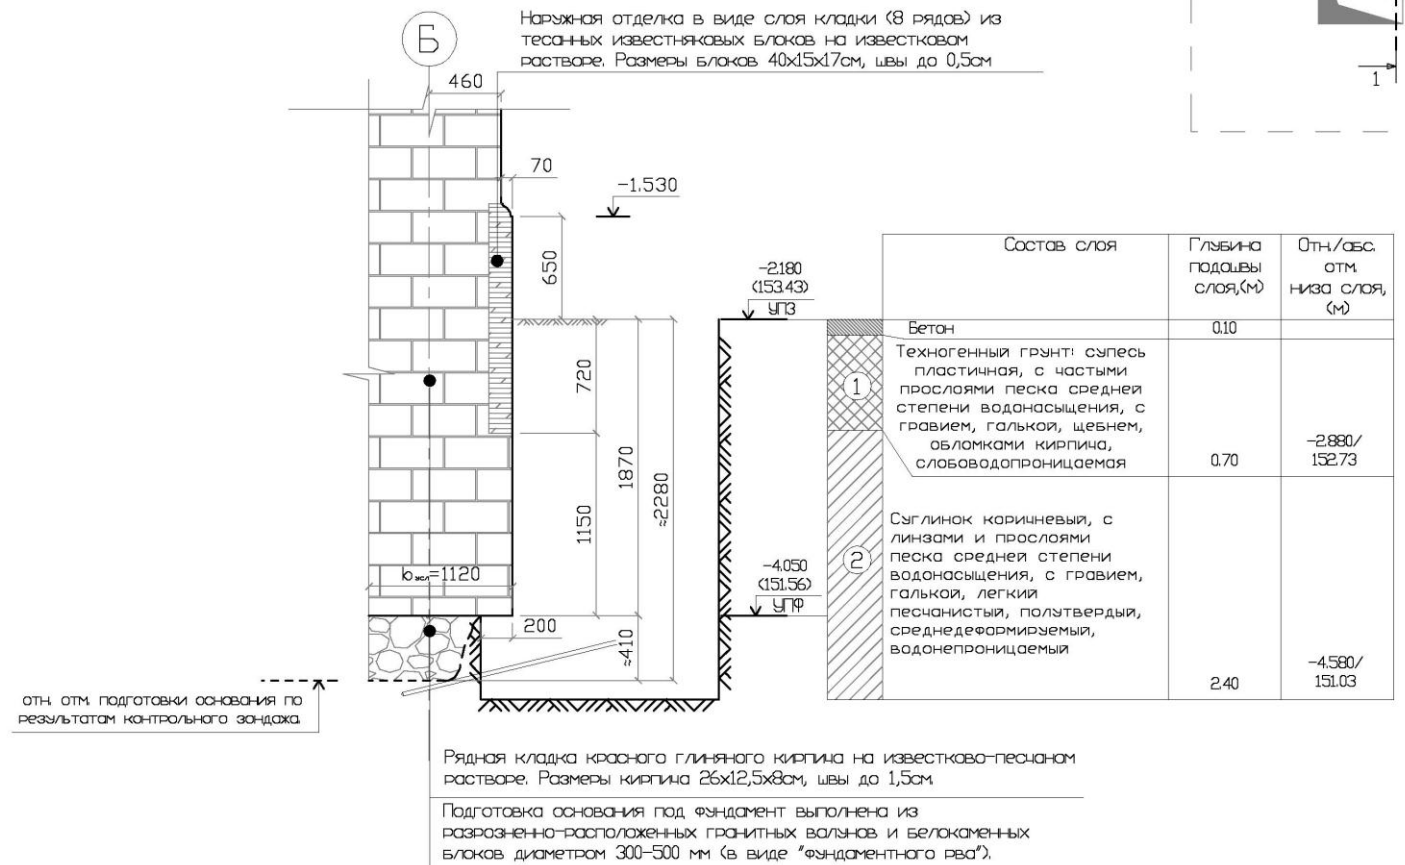 Наружная отделка в виде слоя кладки (8 рядов) из
тесанных известняковых блоков на известковом
растворе. Размеры блоков 40х15х17см, швы до 0,5см
Б
460
1
70
-1.530
650
720
1150
1870
≈2280
≈410
200
=1120
-2.180
(153.43)
УПЗ
-4.050
(151.56)
УПФ
Состав слоя
Глубина
подошвы
слоя,(м)
Отн./абс.
отм.
низа слоя,
(м)
Бетон
0.10
1
Техногенный грунт: супесь
пластичная, с частыми
прослоями песка средней
степени водонасыщения, с
гравием, галькой, щебнем,
обломками кирпича,
слабоводопроницаемая
0.70
-2.880/
152.73
2
Суглинок коричневый, с
линзами и прослоями
песка средней степени
водонасыщения, с гравием,
галькой, легкий
песчанистый, полутвердый,
среднедеформируемый,
водонепроницаемый
2.40
-4.580/
151.03
отн. отм. подготовки основания по
результатам контрольного зондажа.
Рядная кладка красного глиняного кирпича на известково-песчаном
растворе. Размеры кирпича 26х12,5х8см, швы до 1,5см.
Подготовка основания под фундамент выполнена из
разрозненно-расположенных гранитных валунов и белокаменных
блоков диаметром 300-500 мм (в виде "фундаментного рва").